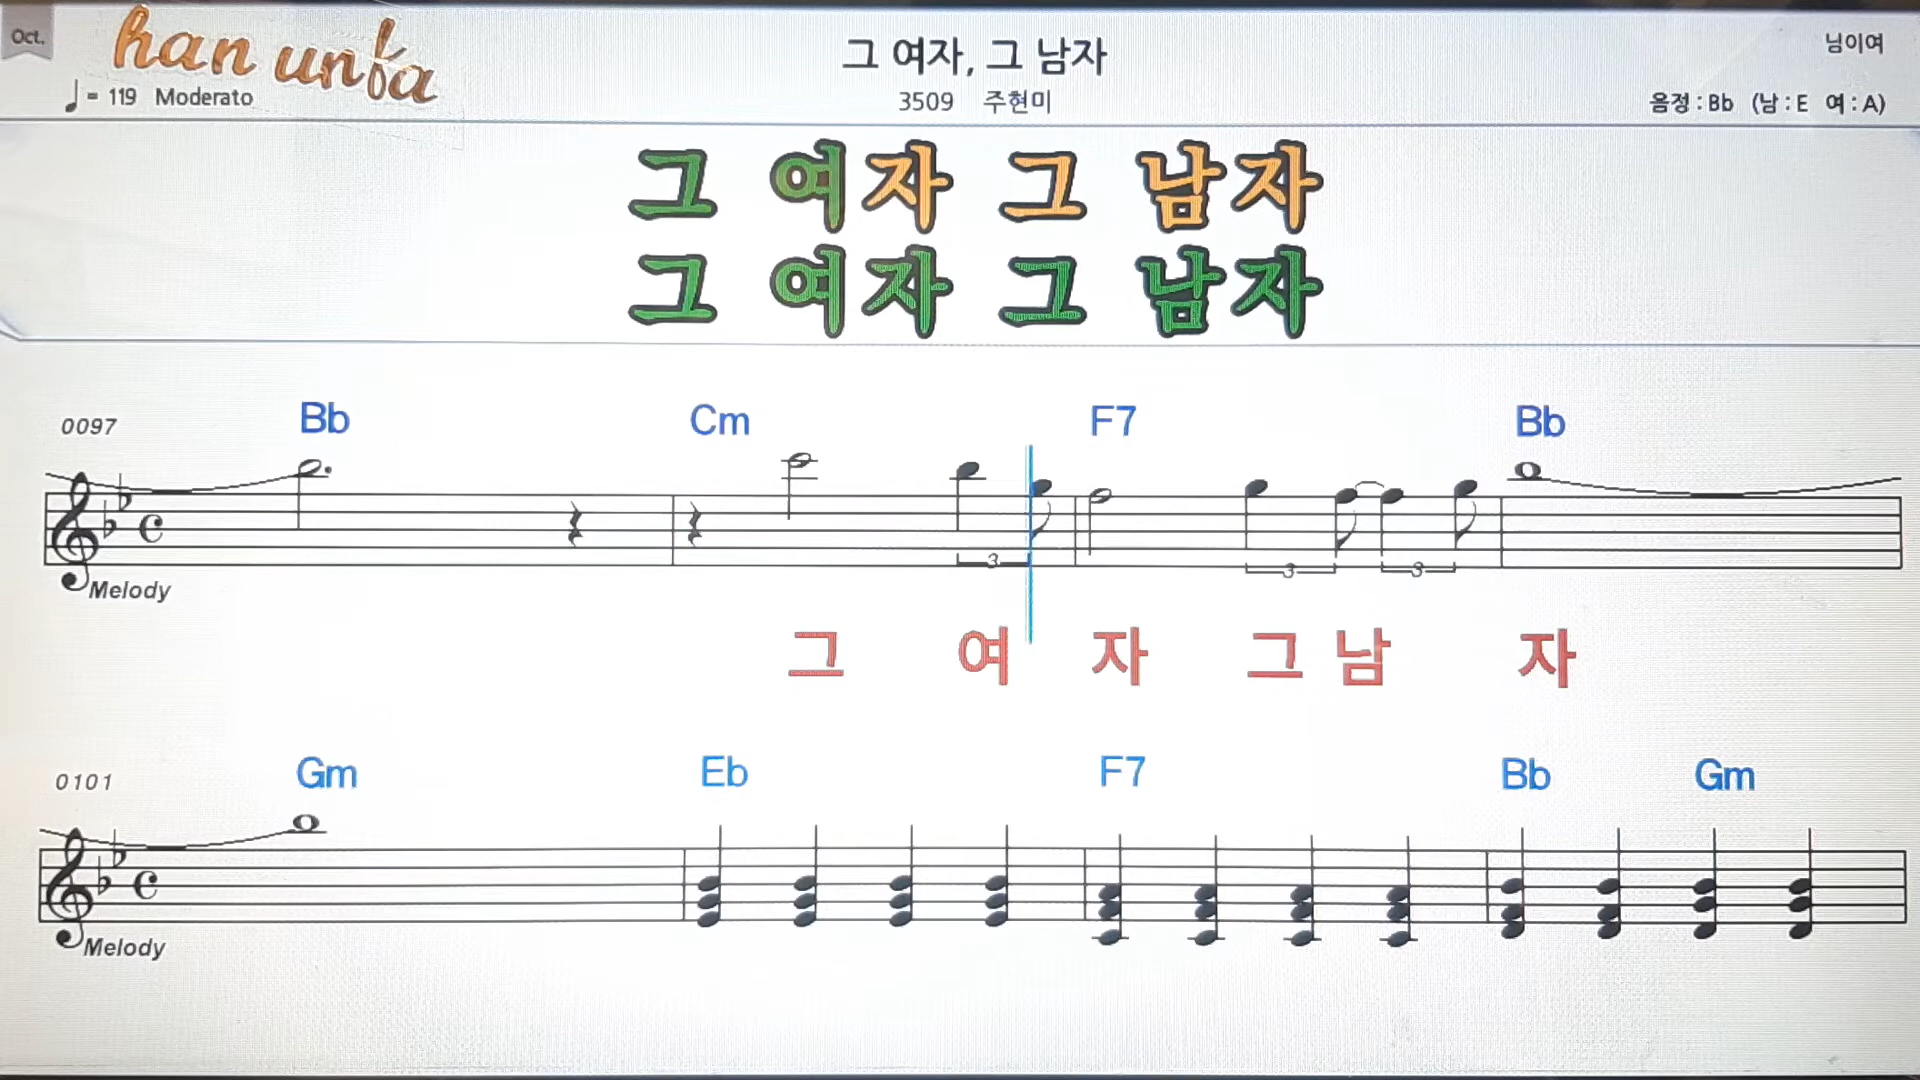 Oct.
han unfa
그 여자, 그 남자
님이여
♩= 119 Moderato
3509 주현미
음정 : Bb (남 : E 여 : A)
그 여자 그 남자
그 여자 그 남자
0097 Bb Cm F7 Bb
3 3 3
Melody
그 여 자 그 남 자
0101 Gm Eb F7 Bb Gm
Melody